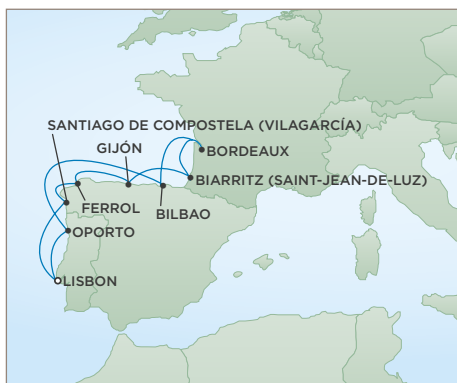 SANTIAGO DE COMPOSTELA (VILAGARCÍA)
GIJÓN
BORDEAUX
BIARRITZ (SAINT-JEAN-DE-LUZ)
FERROL
BILBAO
OPORTO
LISBON